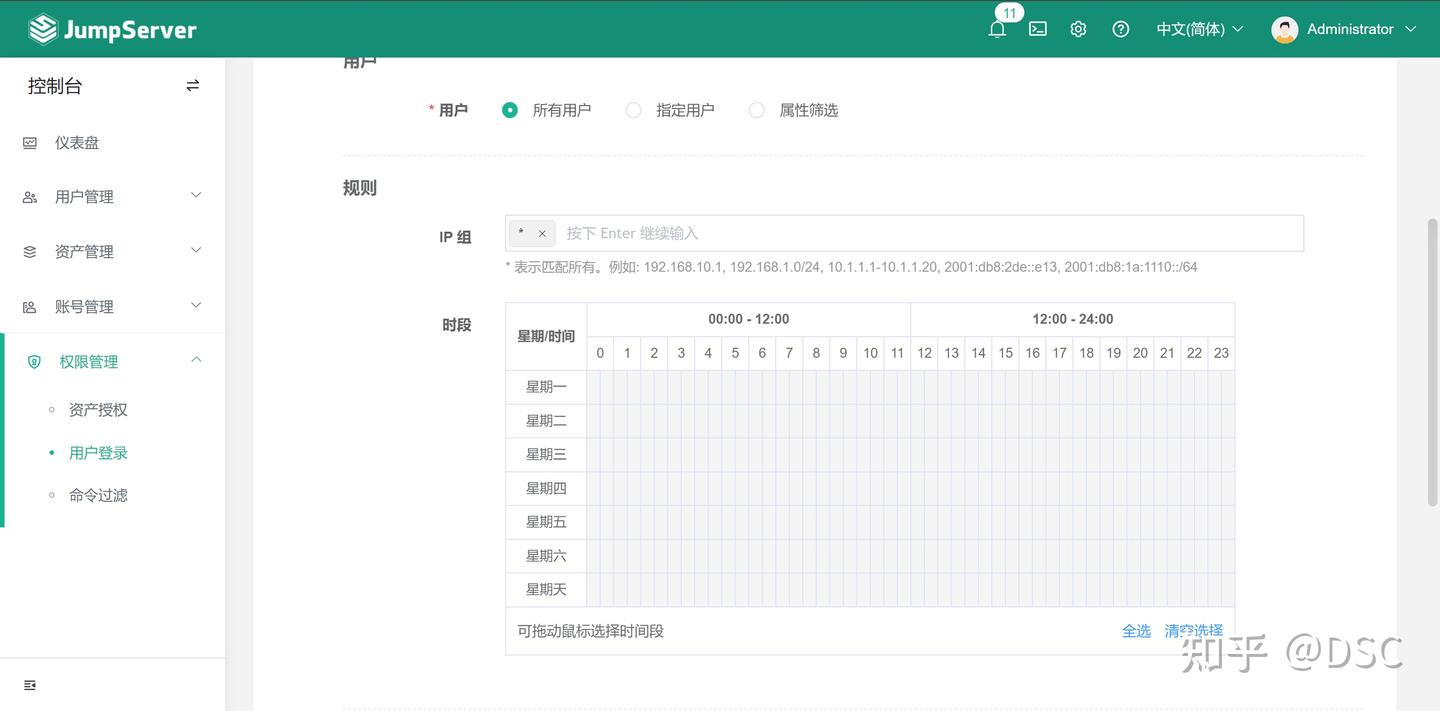 JumpServer
11
中文(简体)
Administrator
控制台
仪表盘
用户管理
资产管理
账号管理
权限管理
资产授权
用户登录
命令过滤
用户
* 用户 所有用户 指定用户 属性筛选
规则
IP 组 * × 按下 Enter 继续输入
* 表示匹配所有。例如: 192.168.10.1, 192.168.1.0/24, 10.1.1.1-10.1.1.20, 2001:db8:2de::e13, 2001:db8:1a:1110::/64
时段
星期/时间 00:00 - 12:00 12:00 - 24:00
0 1 2 3 4 5 6 7 8 9 10 11 12 13 14 15 16 17 18 19 20 21 22 23
星期一
星期二
星期三
星期四
星期五
星期六
星期天
可拖动鼠标选择时间段 全选 清空选择
知乎 @DSC